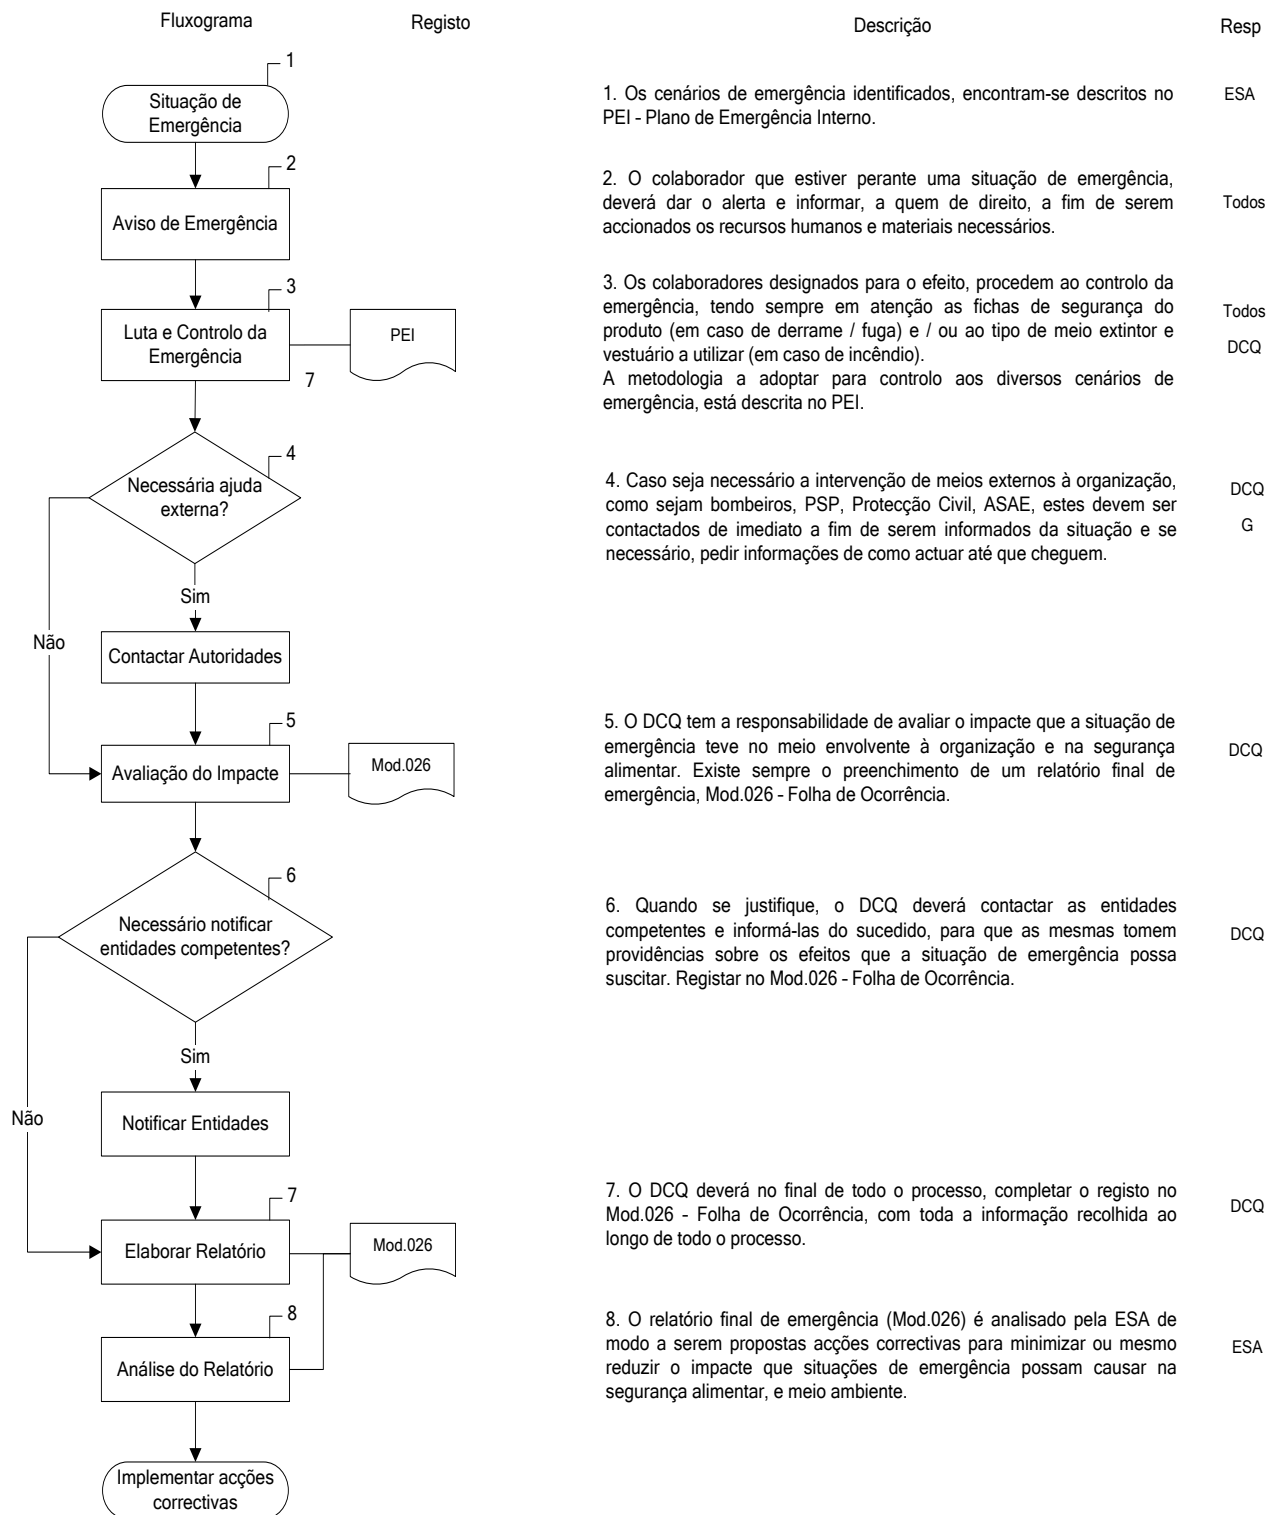 Fluxograma
Registo
Descrição
Resp
1
Situação de
Emergência
1. Os cenários de emergência identificados, encontram-se descritos no
PEI - Plano de Emergência Interno.
ESA
2
Aviso de Emergência
2. O colaborador que estiver perante uma situação de emergência,
deverá dar o alerta e informar, a quem de direito, a fim de serem
accionados os recursos humanos e materiais necessários.
Todos
3
Luta e Controlo da
Emergência
7
PEI
3. Os colaboradores designados para o efeito, procedem ao controlo da
emergência, tendo sempre em atenção as fichas de segurança do
produto (em caso de derrame / fuga) e / ou ao tipo de meio extintor e
vestuário a utilizar (em caso de incêndio).
A metodologia a adoptar para controlo aos diversos cenários de
emergência, está descrita no PEI.
Todos
DCQ
4
Necessária ajuda
externa?
4. Caso seja necessário a intervenção de meios externos à organização,
como sejam bombeiros, PSP, Protecção Civil, ASAE, estes devem ser
contactados de imediato a fim de serem informados da situação e se
necessário, pedir informações de como actuar até que cheguem.
DCQ
G
Sim
Não
Contactar Autoridades
5
Avaliação do Impacte
Mod.026
5. O DCQ tem a responsabilidade de avaliar o impacte que a situação de
emergência teve no meio envolvente à organização e na segurança
alimentar. Existe sempre o preenchimento de um relatório final de
emergência, Mod.026 - Folha de Ocorrência.
DCQ
6
Necessário notificar
entidades competentes?
6. Quando se justifique, o DCQ deverá contactar as entidades
competentes e informá-las do sucedido, para que as mesmas tomem
providências sobre os efeitos que a situação de emergência possa
suscitar. Registar no Mod.026 - Folha de Ocorrência.
DCQ
Sim
Não
Notificar Entidades
7
Elaborar Relatório
Mod.026
7. O DCQ deverá no final de todo o processo, completar o registo no
Mod.026 - Folha de Ocorrência, com toda a informação recolhida ao
longo de todo o processo.
DCQ
8
Análise do Relatório
8. O relatório final de emergência (Mod.026) é analisado pela ESA de
modo a serem propostas acções correctivas para minimizar ou mesmo
reduzir o impacte que situações de emergência possam causar na
segurança alimentar, e meio ambiente.
ESA
Implementar acções
correctivas